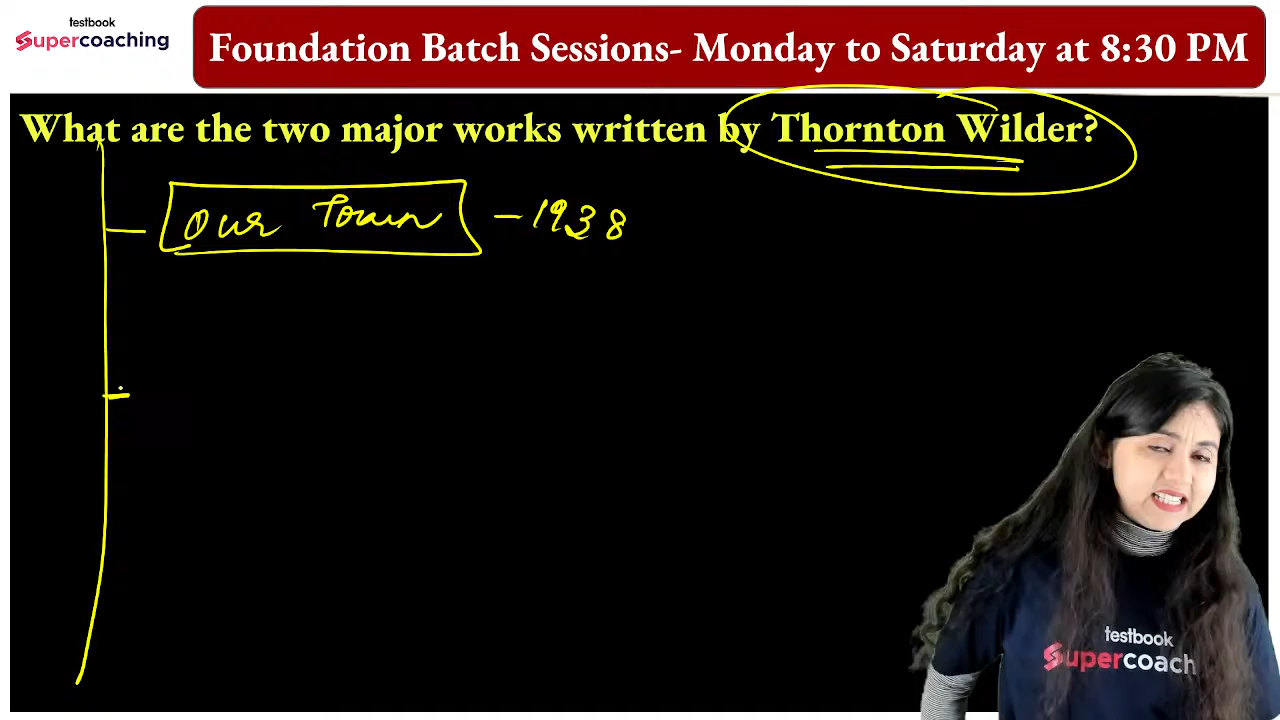 testbook
Supercoaching
Foundation Batch Sessions- Monday to Saturday at 8:30 PM
What are the two major works written by Thornton Wilder?
Our Town - 1938
testbook
Supercoach